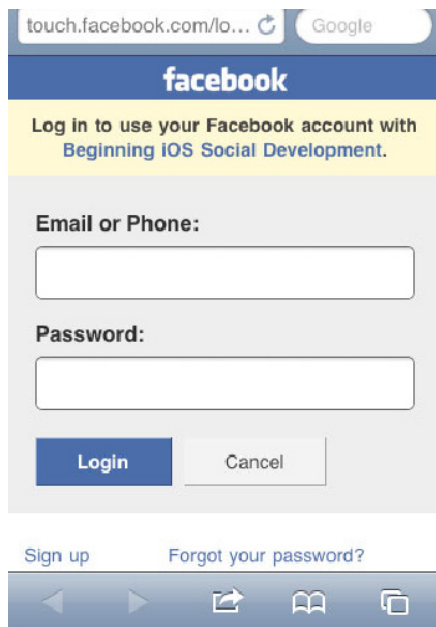 touch.facebook.com/lo... Google
facebook
Log in to use your Facebook account with
Beginning iOS Social Development.
Email or Phone:
Password:
Login Cancel
Sign up Forgot your password?